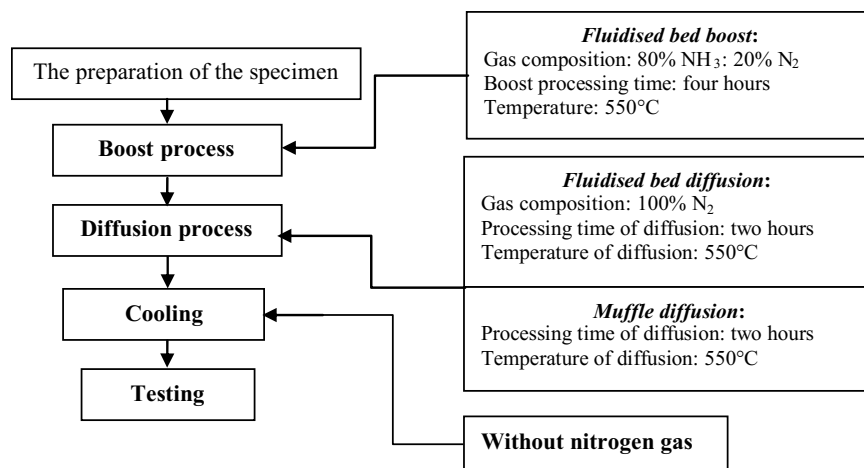 The preparation of the specimen
Boost process
Diffusion process
Cooling
Testing
Fluidised bed boost:
Gas composition: 80% NH₃: 20% N₂
Boost processing time: four hours
Temperature: 550°C
Fluidised bed diffusion:
Gas composition: 100% N₂
Processing time of diffusion: two hours
Temperature of diffusion: 550°C
Muffle diffusion:
Processing time of diffusion: two hours
Temperature of diffusion: 550°C
Without nitrogen gas